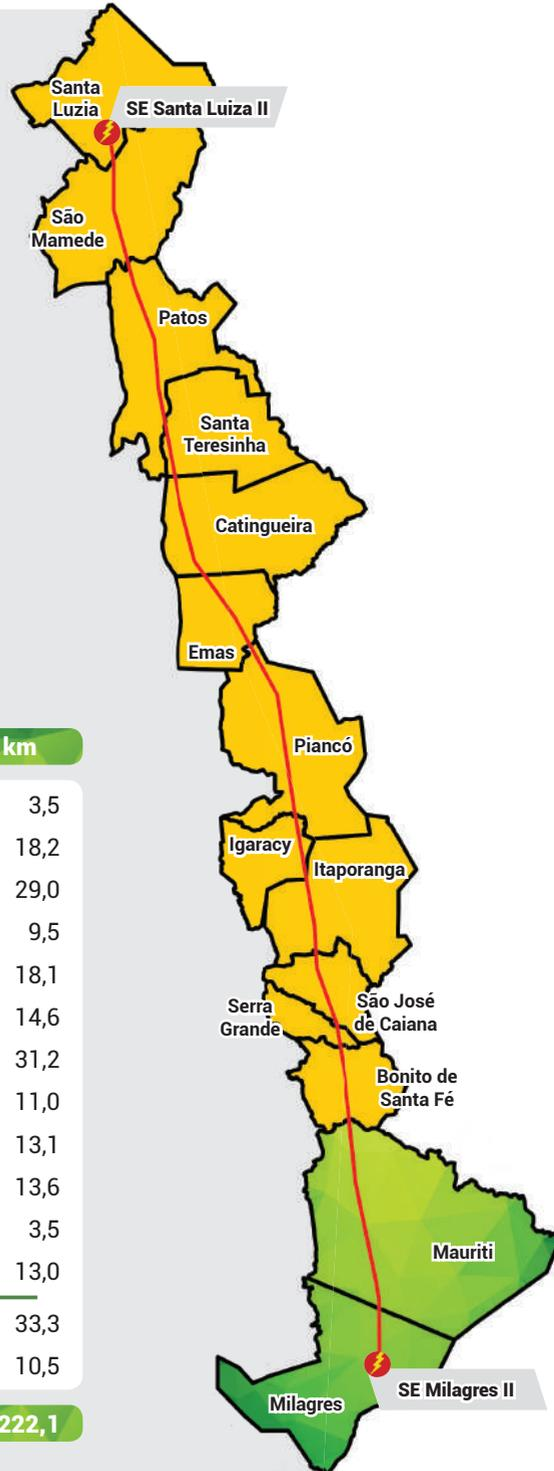 Santa
Luzia
SE Santa Luiza II
São
Mamede
Patos
Santa
Teresinha
Catingueira
Emas
Piancó
Igaracy
Itaporanga
Serra
Grande
São José
de Caiana
Bonito de
Santa Fé
Mauriti
Milagres
SE Milagres II
km
3,5
18,2
29,0
9,5
18,1
14,6
31,2
11,0
13,1
13,6
3,5
13,0
33,3
10,5
222,1